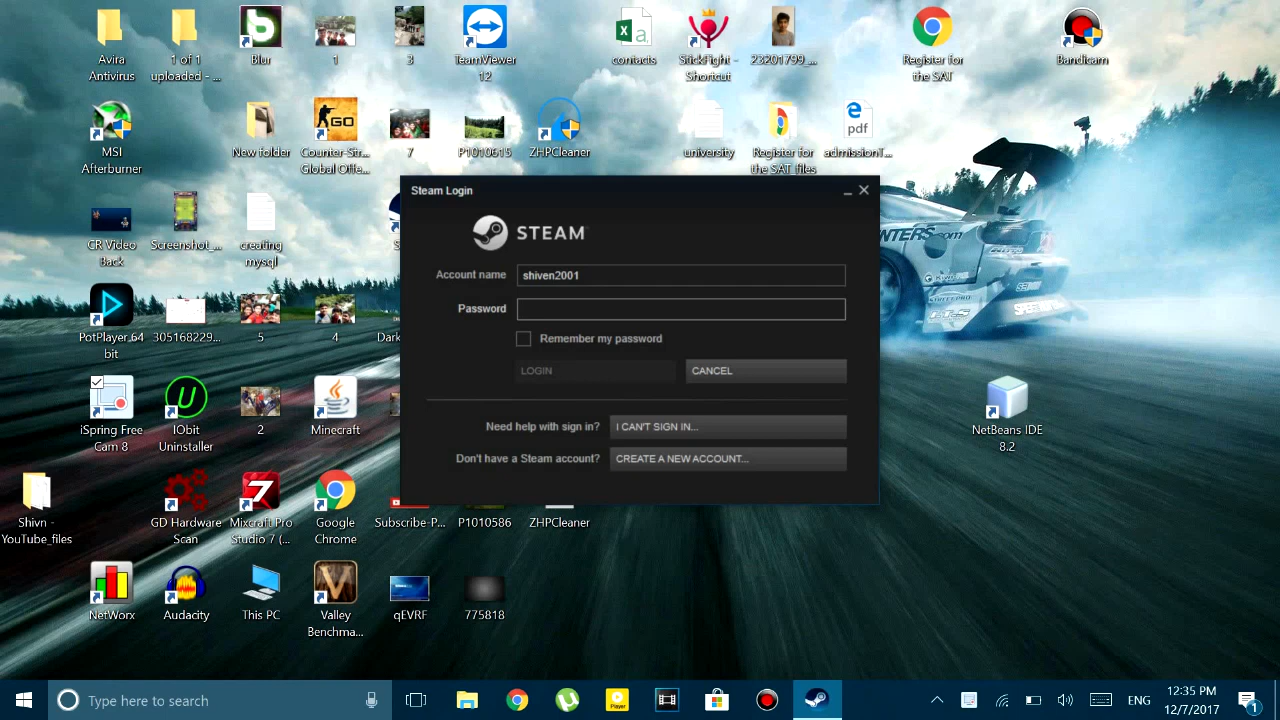 Avira Antivirus
1 of 1 uploaded - ...
Blur
1
3
TeamViewer 12
contacts
StickFight - Shortcut
23201799_...
Register for the SAT
Bandicam
MSI Afterburner
New folder
GO
Counter-Str... Global Offe...
7
P1010615
ZHPCleaner
university
Register for the SAT files
pdf
admissionT...
CR Video Back
Screenshot_...
creating mysql
Steam Login
STEAM
Account name
shiven2001
Password
Remember my password
LOGIN
CANCEL
Need help with sign in?
I CAN'T SIGN IN...
Don't have a Steam account?
CREATE A NEW ACCOUNT...
PotPlayer 64 bit
305168229...
5
4
Dark
iSpring Free Cam 8
IObit Uninstaller
2
Minecraft
NetBeans IDE 8.2
Shivn - YouTube_files
GD Hardware Scan
Mixcraft Pro Studio 7 (...
Google Chrome
Subscribe-P...
P1010586
ZHPCleaner
NetWorx
Audacity
This PC
Valley Benchma...
qEVRF
775818
Type here to search
Player
ENG
12:35 PM
12/7/2017
1